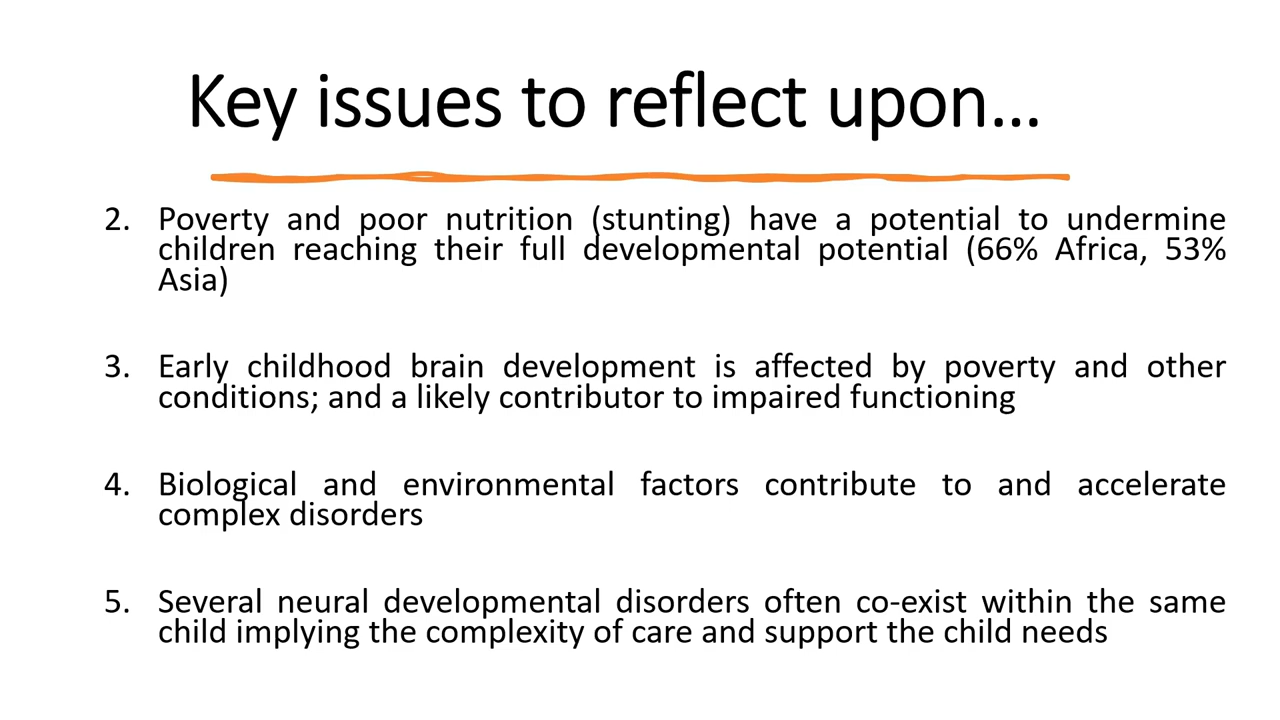 Key issues to reflect upon...
2. Poverty and poor nutrition (stunting) have a potential to undermine
children reaching their full developmental potential (66% Africa, 53%
Asia)
3. Early childhood brain development is affected by poverty and other
conditions; and a likely contributor to impaired functioning
4. Biological and environmental factors contribute to and accelerate
complex disorders
5. Several neural developmental disorders often co-exist within the same
child implying the complexity of care and support the child needs